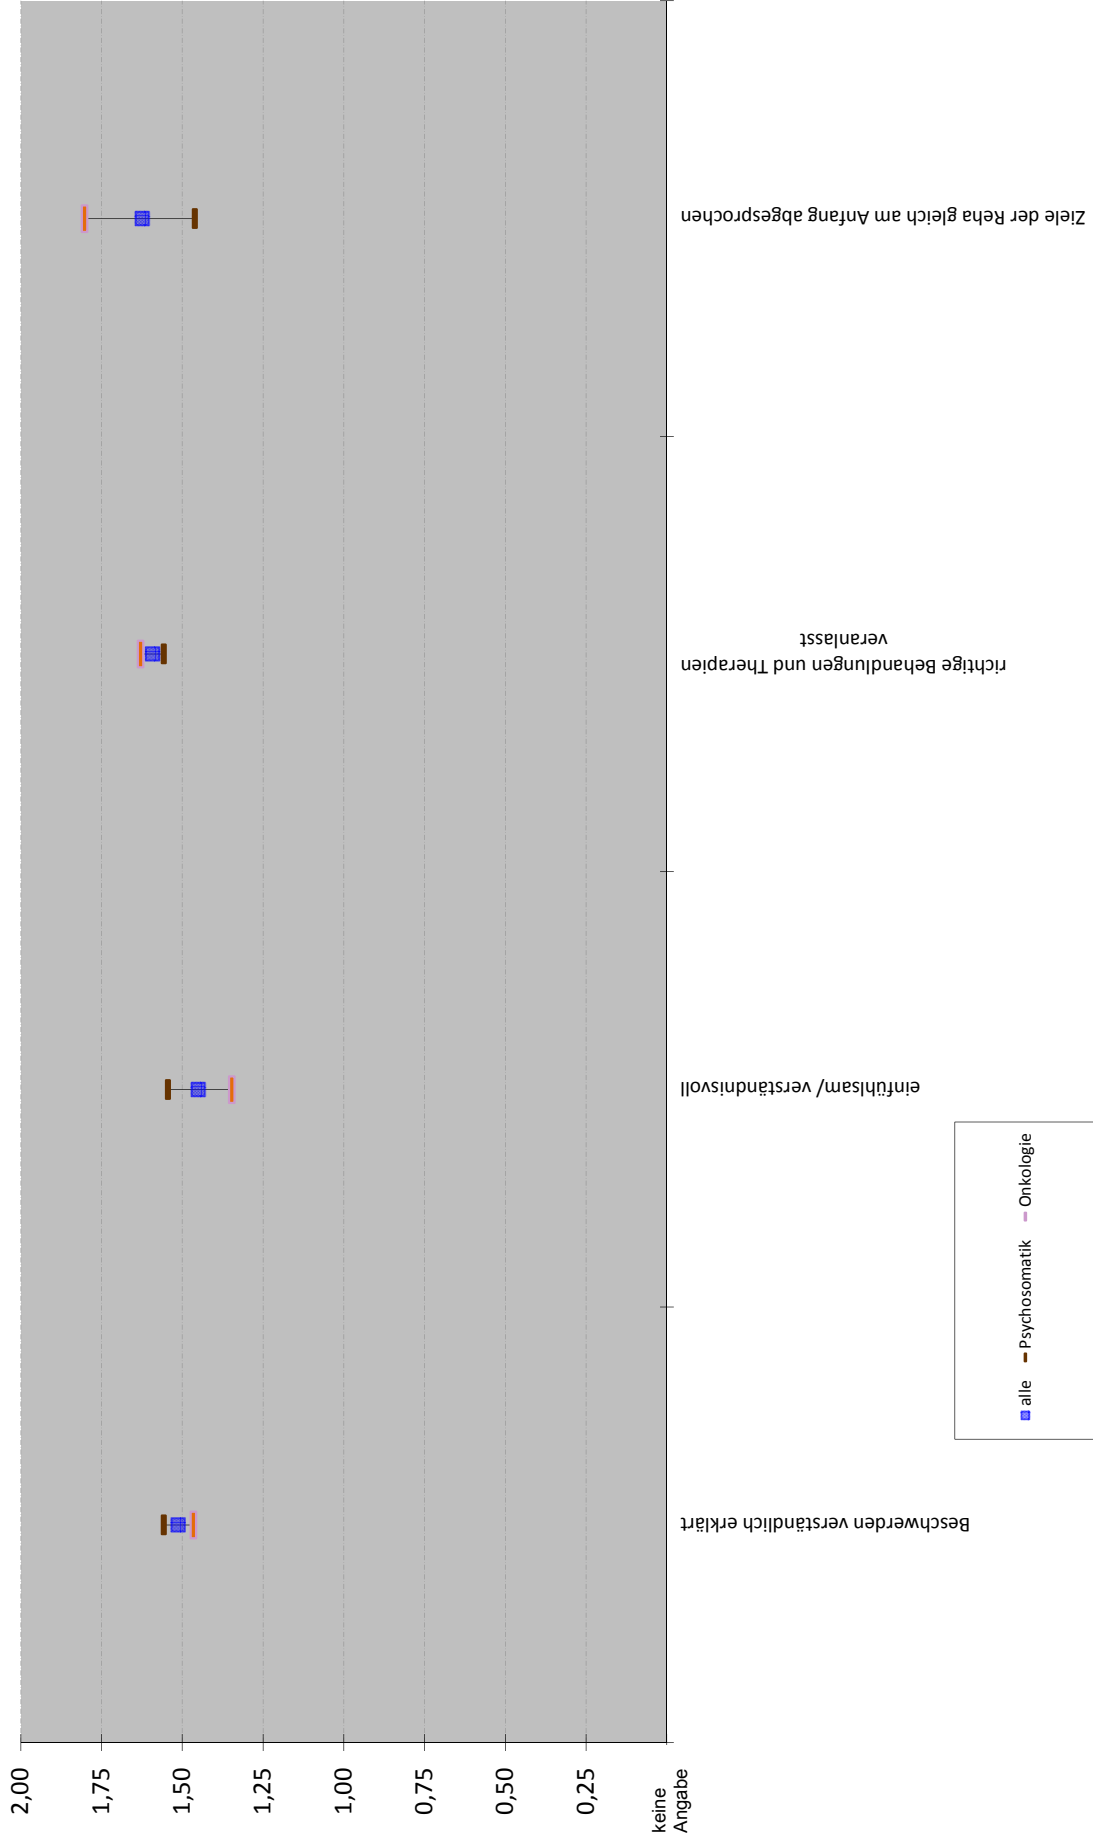 2,00
1,75
1,50
1,25
1,00
0,75
0,50
0,25
keine
Angabe
Beschwerden verständlich erklärt
einfühlsam/ verständnisvoll
richtige Behandlungen und Therapien
veranlasst
Ziele der Reha gleich am Anfang abgesprochen
alle Psychosomatik Onkologie